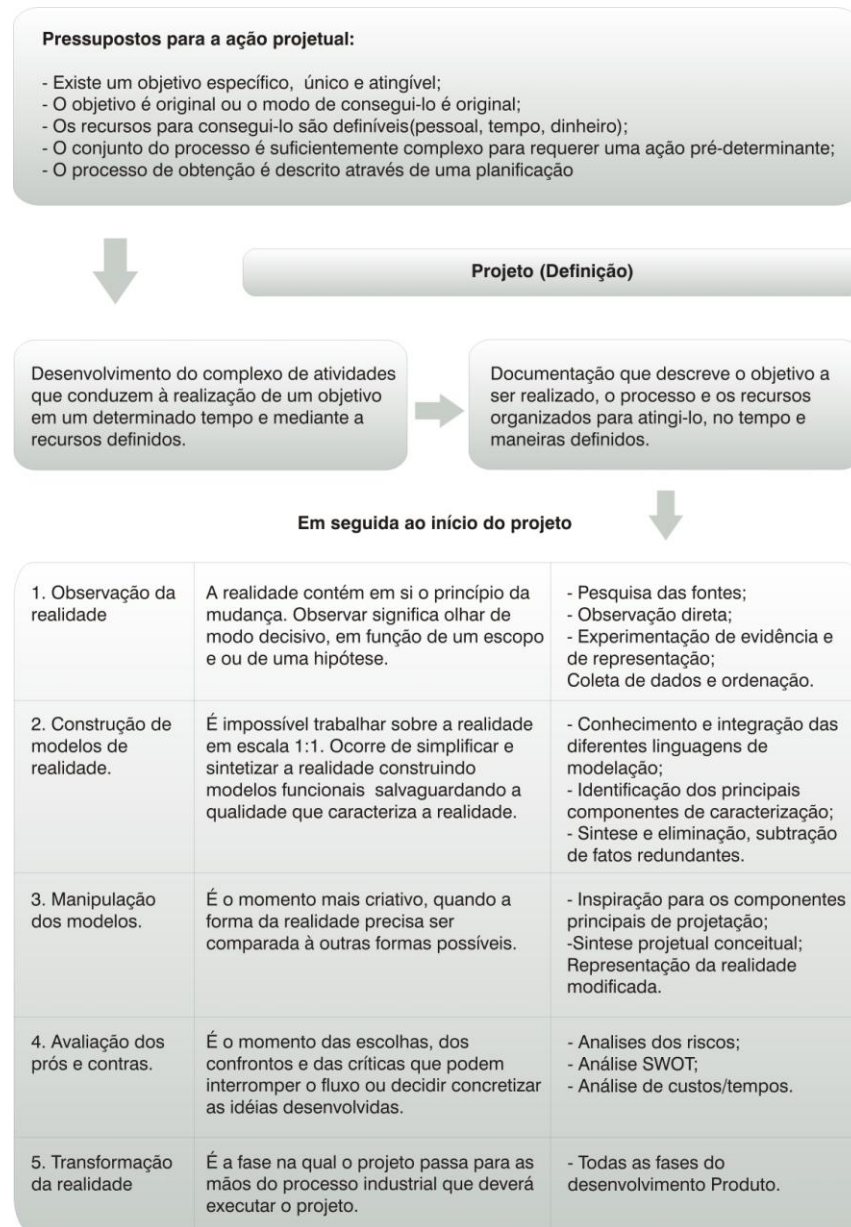 Pressupostos para a ação projetual:
- Existe um objetivo específico, único e atingível;
- O objetivo é original ou o modo de consegui-lo é original;
- Os recursos para consegui-lo são definíveis(pessoal, tempo, dinheiro);
- O conjunto do processo é suficientemente complexo para requerer uma ação pré-determinante;
- O processo de obtenção é descrito através de uma planificação
Projeto (Definição)
Desenvolvimento do complexo de atividades
que conduzem à realização de um objetivo
em um determinado tempo e mediante a
recursos definidos.
Documentação que descreve o objetivo a
ser realizado, o processo e os recursos
organizados para atingi-lo, no tempo e
maneiras definidos.
Em seguida ao início do projeto
1. Observação da
realidade
A realidade contém em si o princípio da
mudança. Observar significa olhar de
modo decisivo, em função de um escopo
e ou de uma hipótese.
- Pesquisa das fontes;
- Observação direta;
- Experimentação de evidência e
de representação;
Coleta de dados e ordenação.
2. Construção de
modelos de
realidade.
É impossível trabalhar sobre a realidade
em escala 1:1. Ocorre de simplificar e
sintetizar a realidade construindo
modelos funcionais salvaguardando a
qualidade que caracteriza a realidade.
- Conhecimento e integração das
diferentes linguagens de
modelação;
- Identificação dos principais
componentes de caracterização;
- Sintese e eliminação, subtração
de fatos redundantes.
3. Manipulação
dos modelos.
É o momento mais criativo, quando a
forma da realidade precisa ser
comparada à outras formas possíveis.
- Inspiração para os componentes
principais de projetação;
-Sintese projetual conceitual;
Representação da realidade
modificada.
4. Avaliação dos
prós e contras.
É o momento das escolhas, dos
confrontos e das críticas que podem
interromper o fluxo ou decidir concretizar
as idéias desenvolvidas.
- Analises dos riscos;
- Análise SWOT;
- Análise de custos/tempos.
5. Transformação
da realidade
É a fase na qual o projeto passa para as
mãos do processo industrial que deverá
executar o projeto.
- Todas as fases do
desenvolvimento Produto.